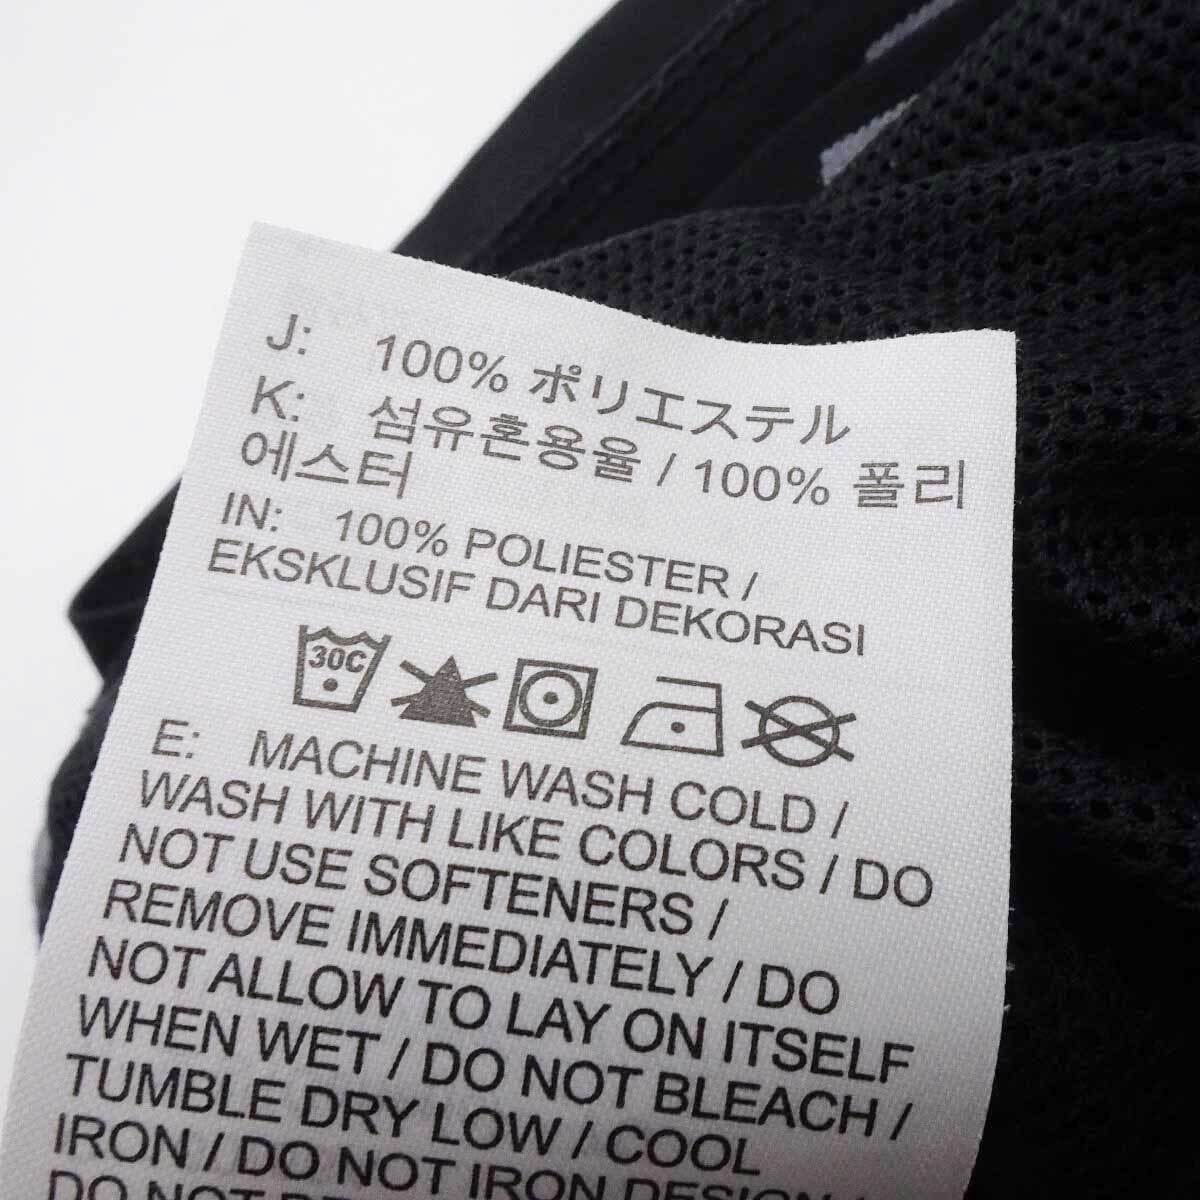 J: 100% ポリエステル
K: 섬유혼용율 / 100% 폴리
에스터
IN: 100% POLIESTER /
EKSKLUSIF DARI DEKORASI
30C
E: MACHINE WASH COLD /
WASH WITH LIKE COLORS / DO
NOT USE SOFTENERS /
REMOVE IMMEDIATELY / DO
NOT ALLOW TO LAY ON ITSELF
WHEN WET / DO NOT BLEACH /
TUMBLE DRY LOW / COOL
IRON / DO NOT IRON DESIGN /
DO NOT